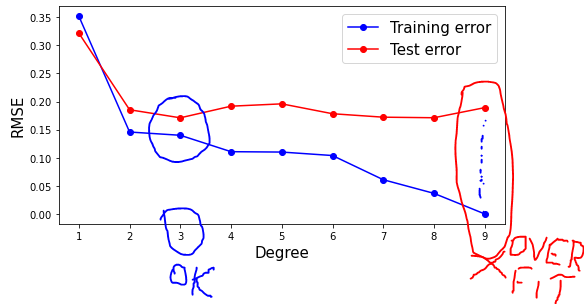 Training error
Test error
0.35
0.30
0.25
0.20
0.15
0.10
0.05
0.00
RMSE
1 2 3 4 5 6 7 8 9
Degree
OK
OVER
FIT